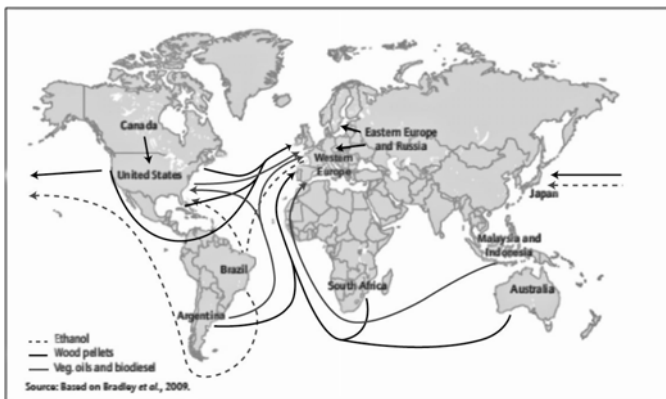 Canada
United States
Eastern Europe
and Russia
Western
Europe
Japan
Malaysia and
Indonesia
Brazil
South Africa
Australia
Argentina
Ethanol
Wood pellets
Veg. oils and biodiesel
Source: Based on Bradley et al., 2009.